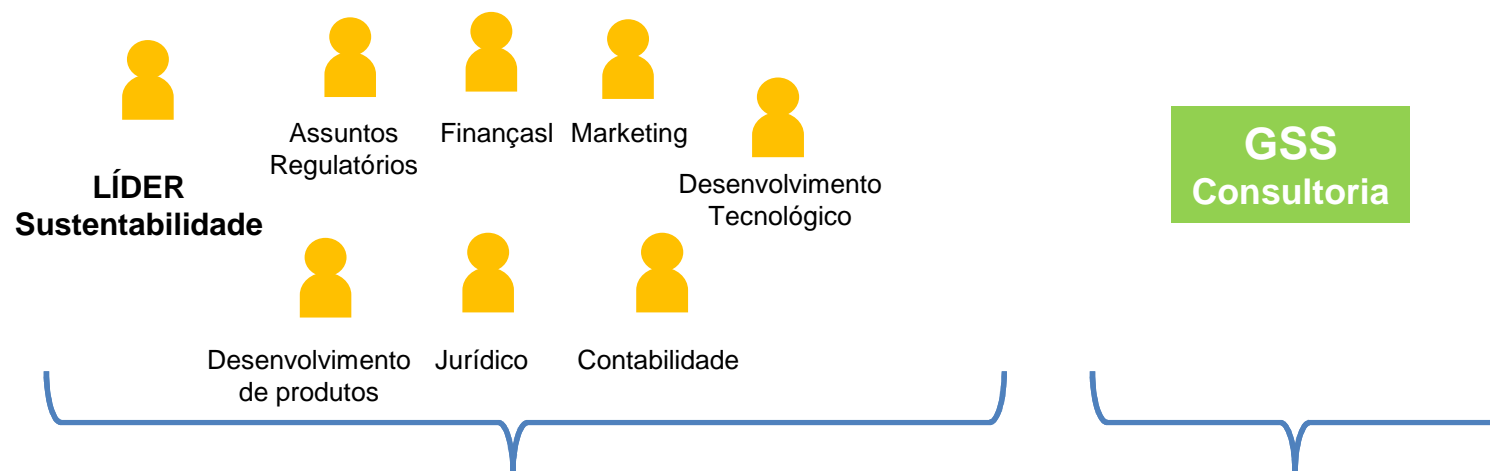 Assuntos
Regulatórios
Finançasl
Marketing
LÍDER
Sustentabilidade
Desenvolvimento
Tecnológico
GSS
Consultoria
Desenvolvimento
de produtos
Jurídico
Contabilidade